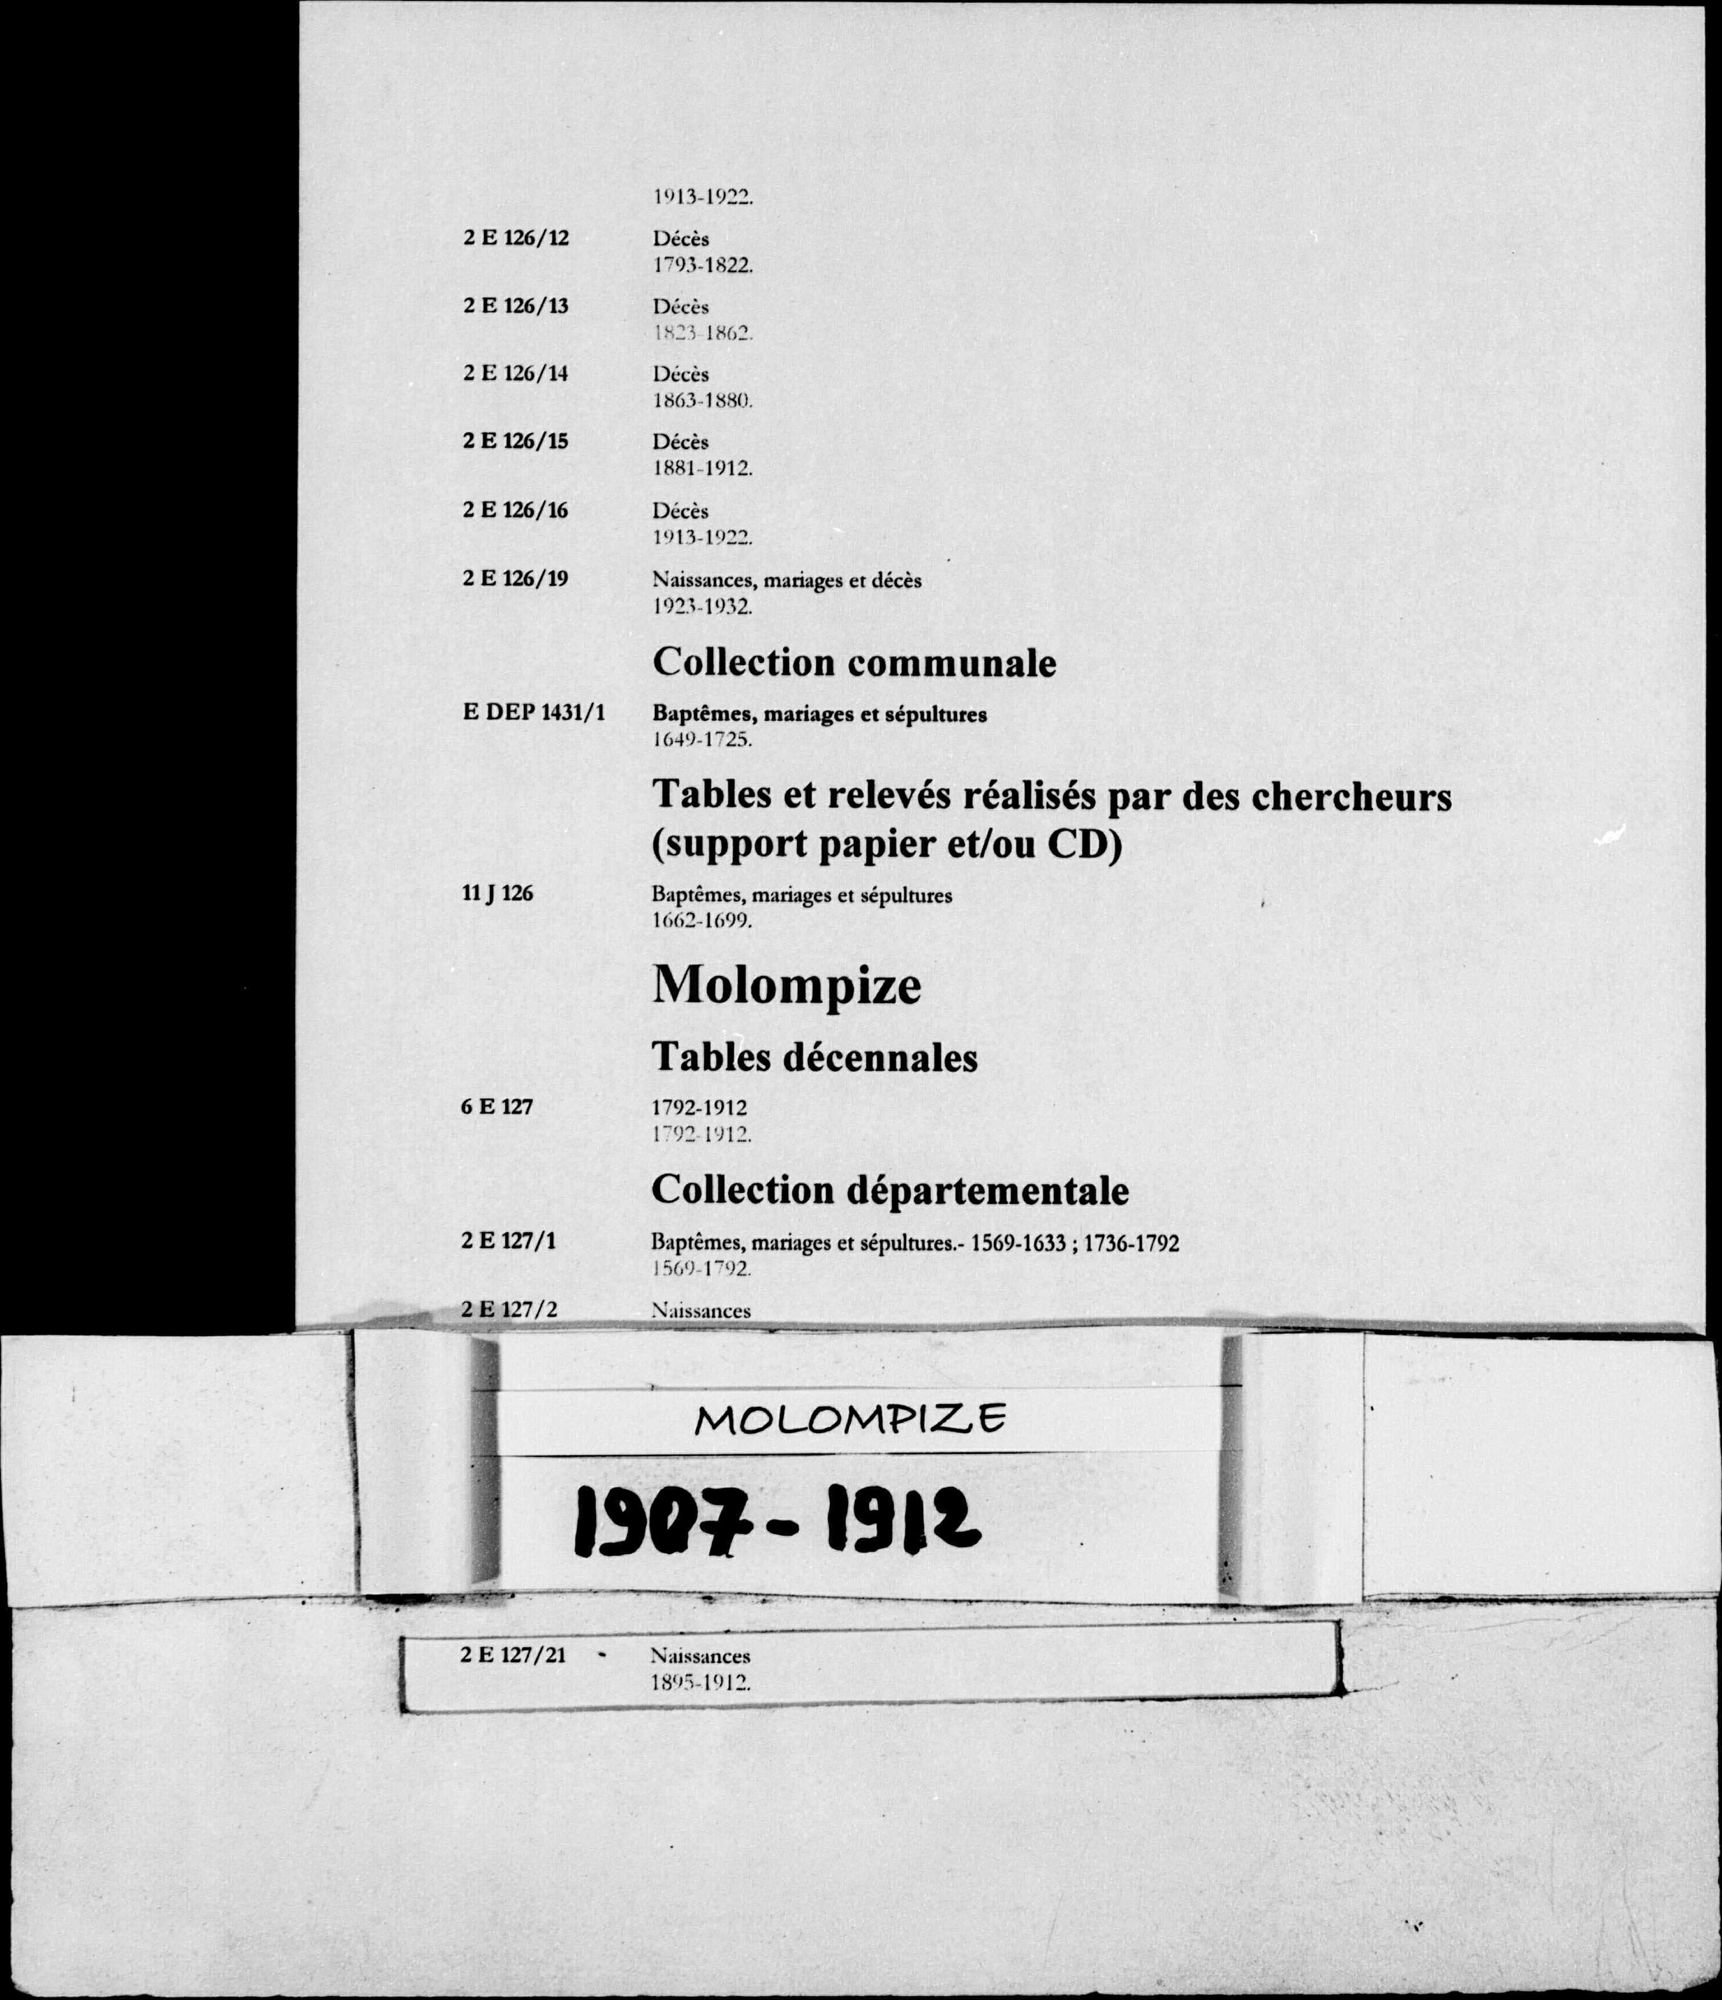 1913-1922.
2 E 126/12 Décès
1793-1822.
2 E 126/13 Décès
1823-1862.
2 E 126/14 Décès
1863-1880.
2 E 126/15 Décès
1881-1912.
2 E 126/16 Décès
1913-1922.
2 E 126/19 Naissances, mariages et décès
1923-1932.
Collection communale
E DEP 1431/1 Baptêmes, mariages et sépultures
1649-1725.
Tables et relevés réalisés par des chercheurs
(support papier et/ou CD)
11 J 126 Baptêmes, mariages et sépultures
1662-1699.
Molompize
Tables décennales
6 E 127 1792-1912
1792-1912.
Collection départementale
2 E 127/1 Baptêmes, mariages et sépultures.- 1569-1633 ; 1736-1792
1569-1792.
2 E 127/2 Naissances
MOLOMPIZE
1907-1912
2 E 127/21 - Naissances
1895-1912.